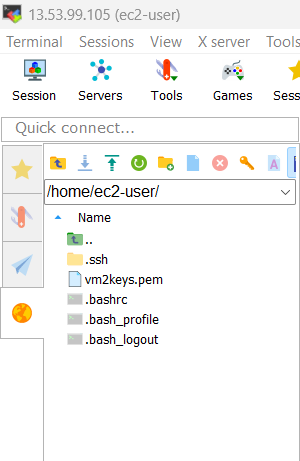 13.53.99.105 (ec2-user)
Terminal Sessions View X server Tools
Session Servers Tools Games
Quick connect...
/home/ec2-user/
Name
..
.ssh
vm2keys.pem
.bashrc
.bash_profile
.bash_logout